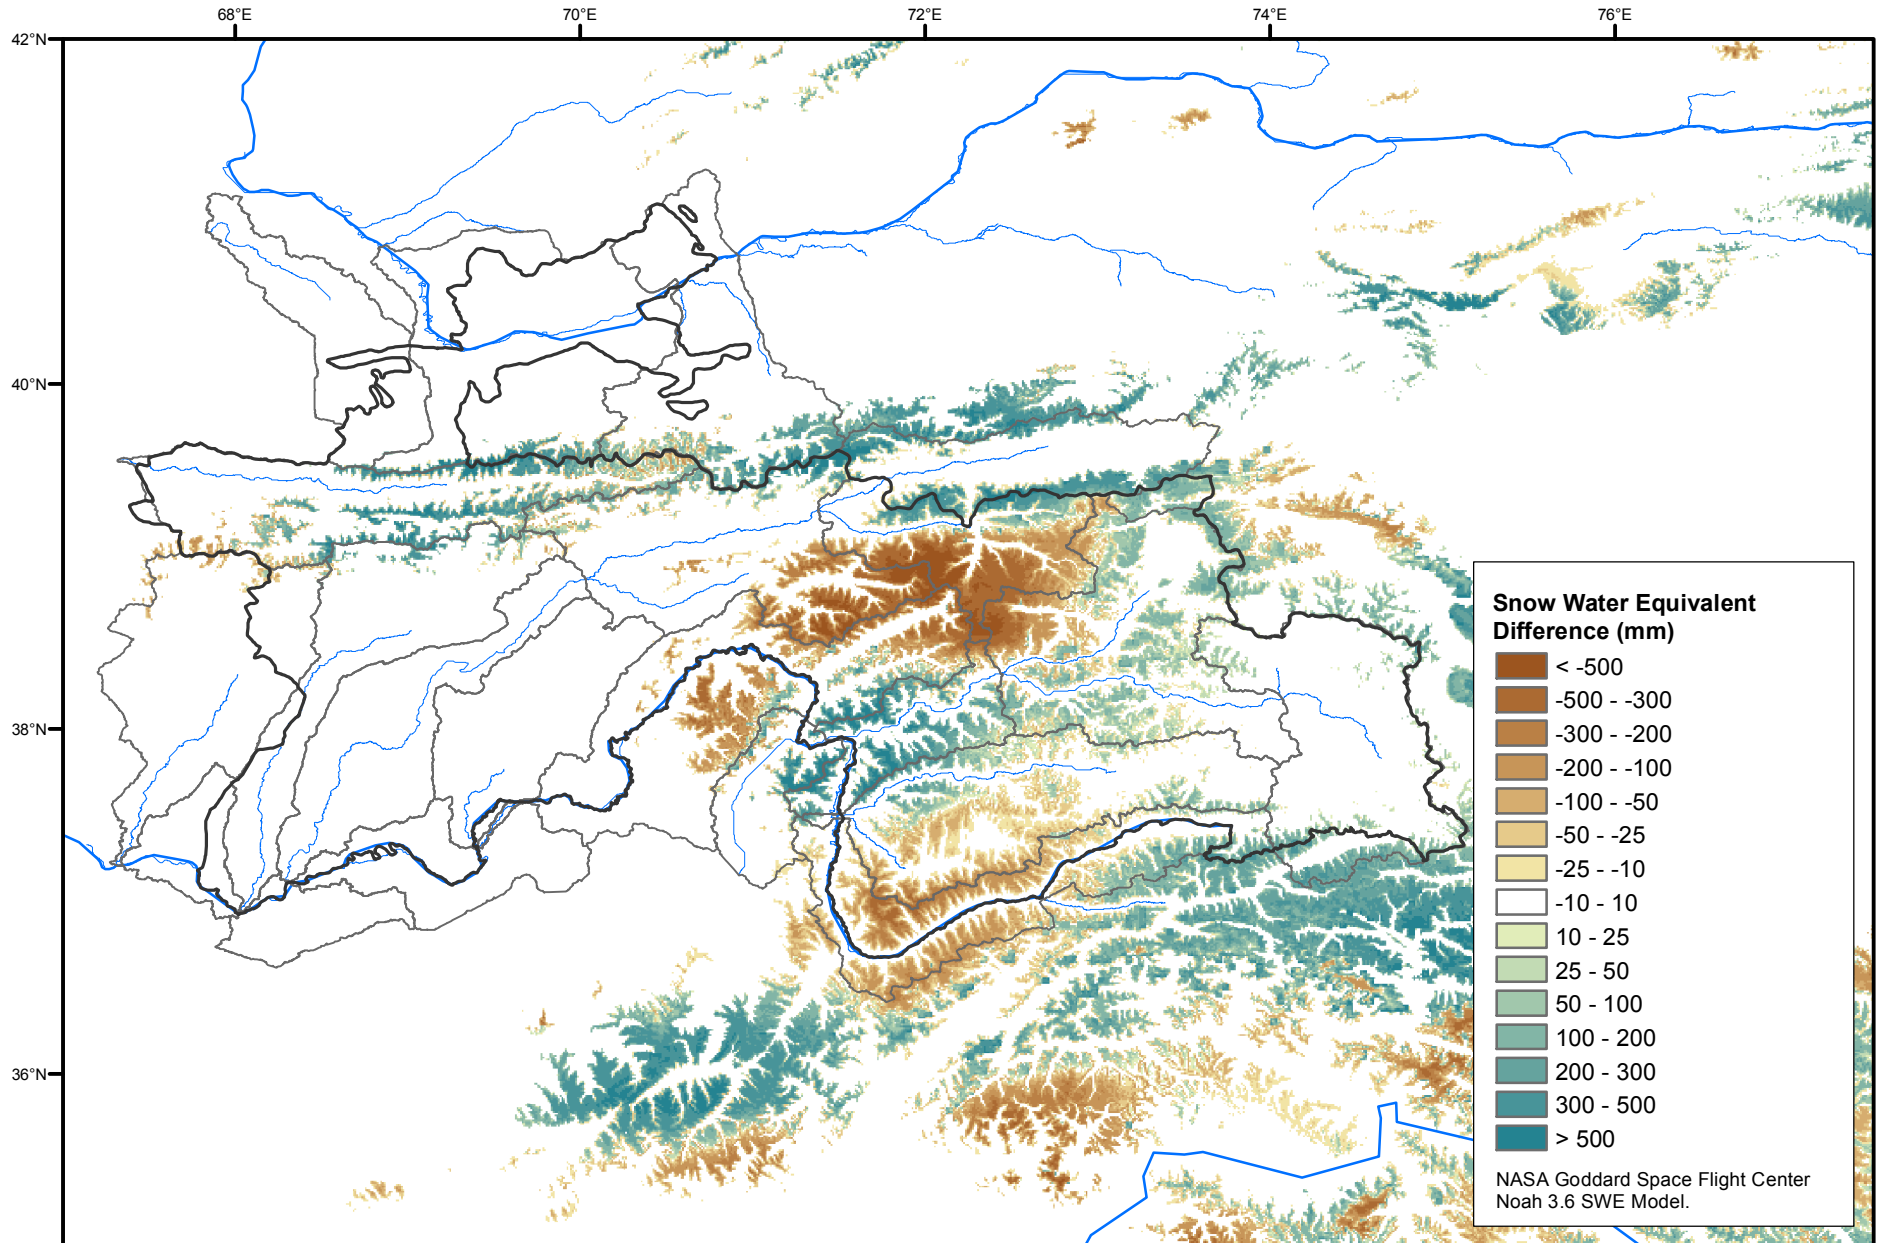 68°E
70°E
72°E
74°E
76°E
42°N
40°N
38°N
36°N
Snow Water Equivalent
Difference (mm)
< -500
-500 - -300
-300 - -200
-200 - -100
-100 - -50
-50 - -25
-25 - -10
-10 - 10
10 - 25
25 - 50
50 - 100
100 - 200
200 - 300
300 - 500
> 500
NASA Goddard Space Flight Center
Noah 3.6 SWE Model.